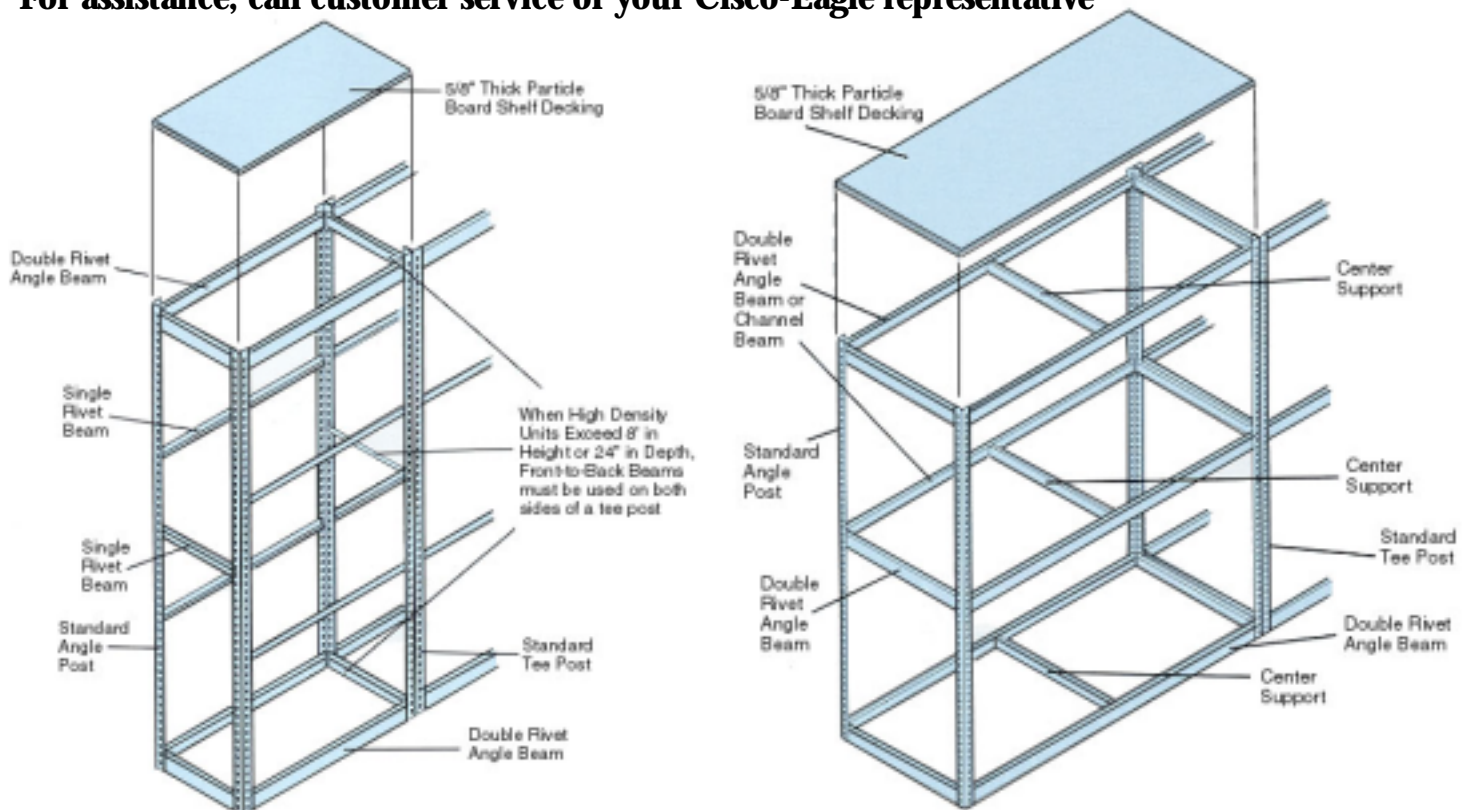 For assistance, call customer service or your Cisco-Eagle representative
5/8" Thick Particle
Board Shelf Decking
Double Rivet
Angle Beam
Single
Rivet
Beam
When High Density
Units Exceed 8' in
Height or 24" in Depth,
Front-to-Back Beams
must be used on both
sides of a tee post
Single
Rivet
Beam
Standard
Angle
Post
Standard
Tee Post
Double Rivet
Angle Beam
5/8" Thick Particle
Board Shelf Decking
Double
Rivet
Angle
Beam or
Channel
Beam
Center
Support
Standard
Angle
Post
Center
Support
Standard
Tee Post
Double
Rivet
Angle
Beam
Double Rivet
Angle Beam
Center
Support